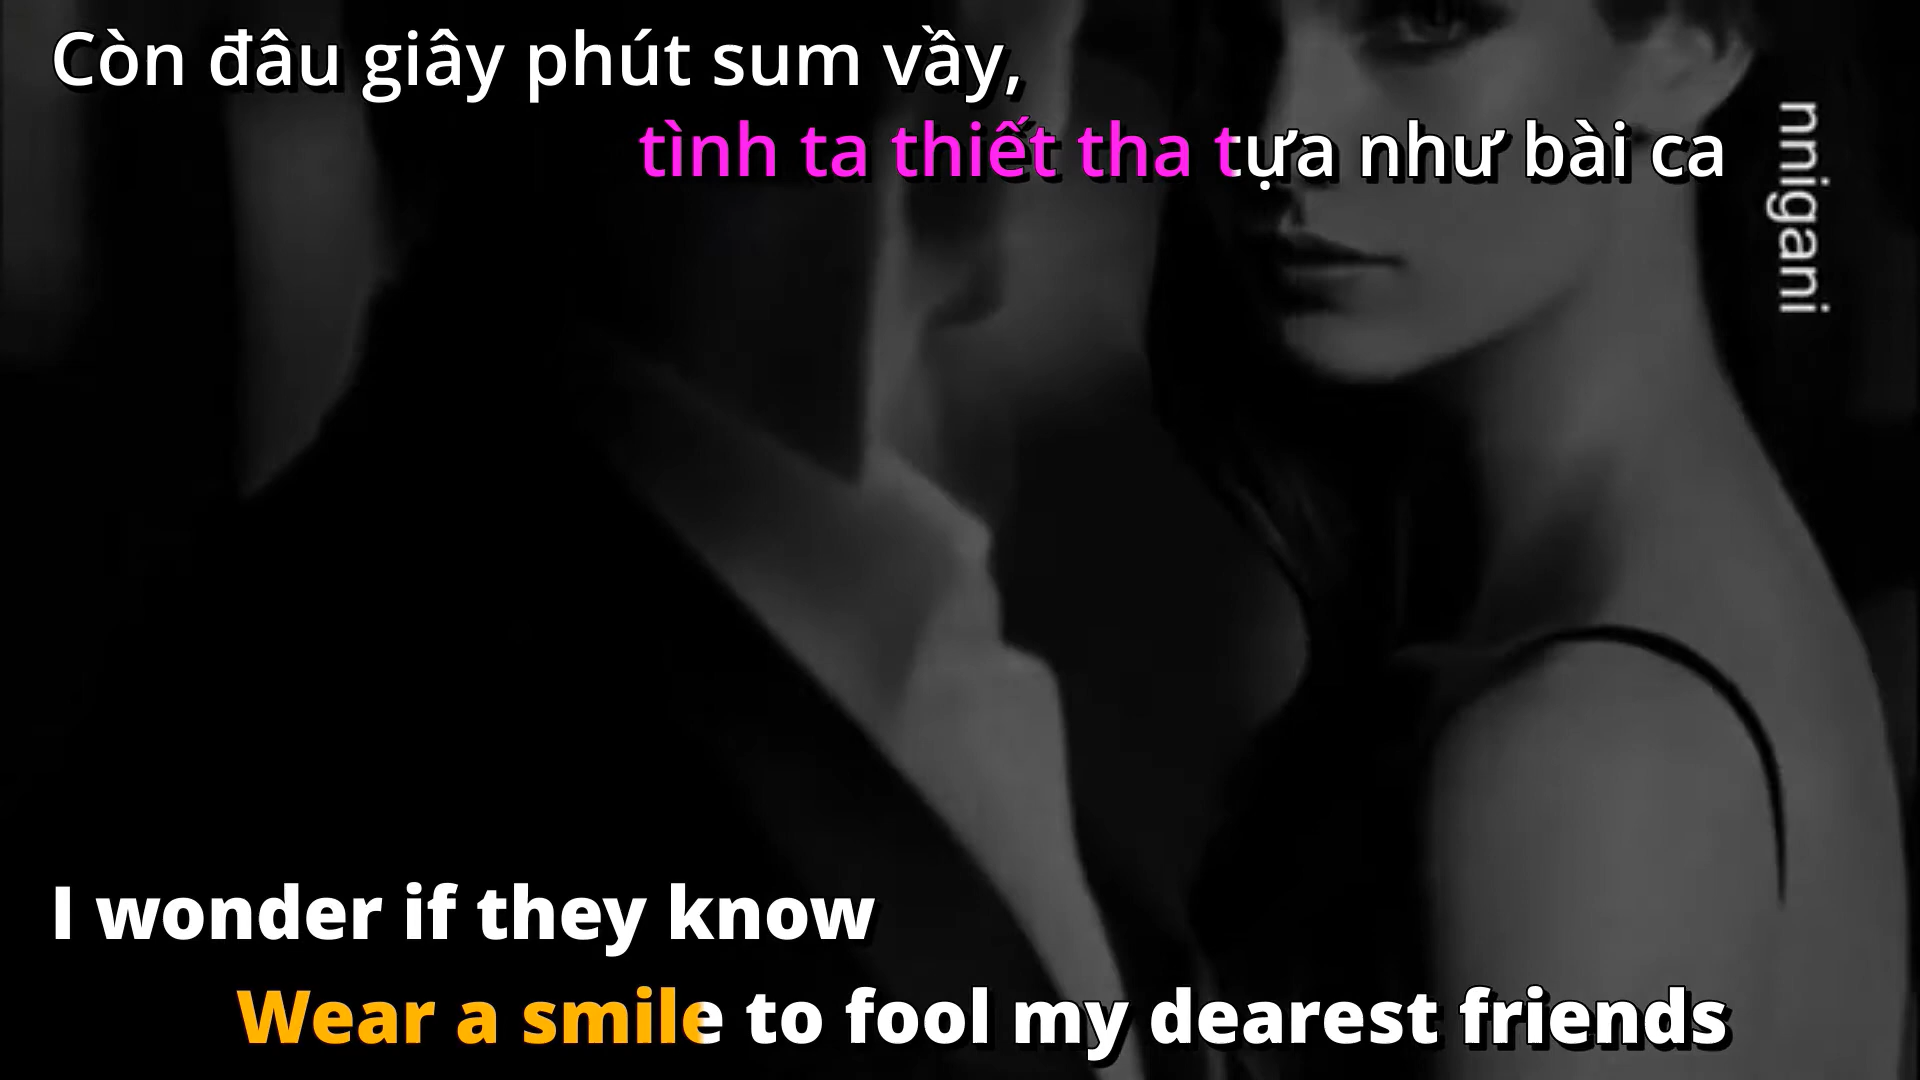 Còn đâu giây phút sum vầy,
tình ta thiết tha tựa như bài ca
nnigani
I wonder if they know
Wear a smile to fool my dearest friends